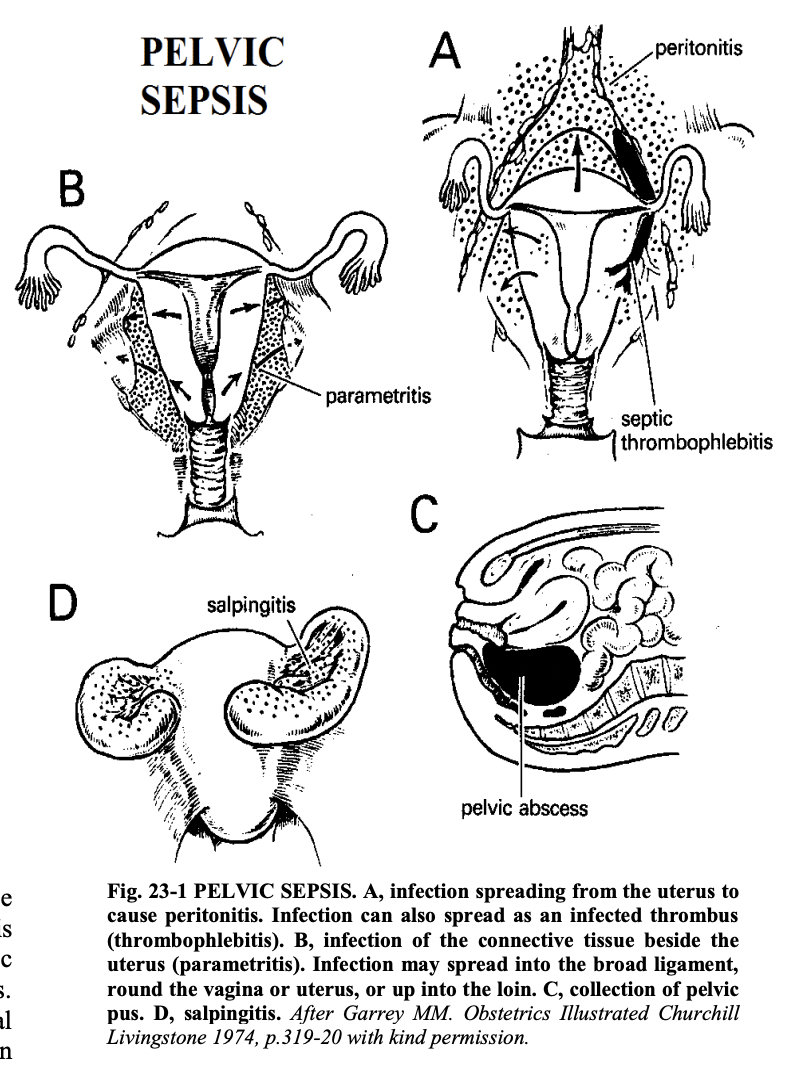 PELVIC
SEPSIS
A
peritonitis
B
parametritis
septic
thrombophlebitis
C
D
salpingitis
pelvic abscess
e
s
c
s.
al
n
Fig. 23-1 PELVIC SEPSIS. A, infection spreading from the uterus to
cause peritonitis. Infection can also spread as an infected thrombus
(thrombophlebitis). B, infection of the connective tissue beside the
uterus (parametritis). Infection may spread into the broad ligament,
round the vagina or uterus, or up into the loin. C, collection of pelvic
pus. D, salpingitis. After Garrey MM. Obstetrics Illustrated Churchill
Livingstone 1974, p.319-20 with kind permission.